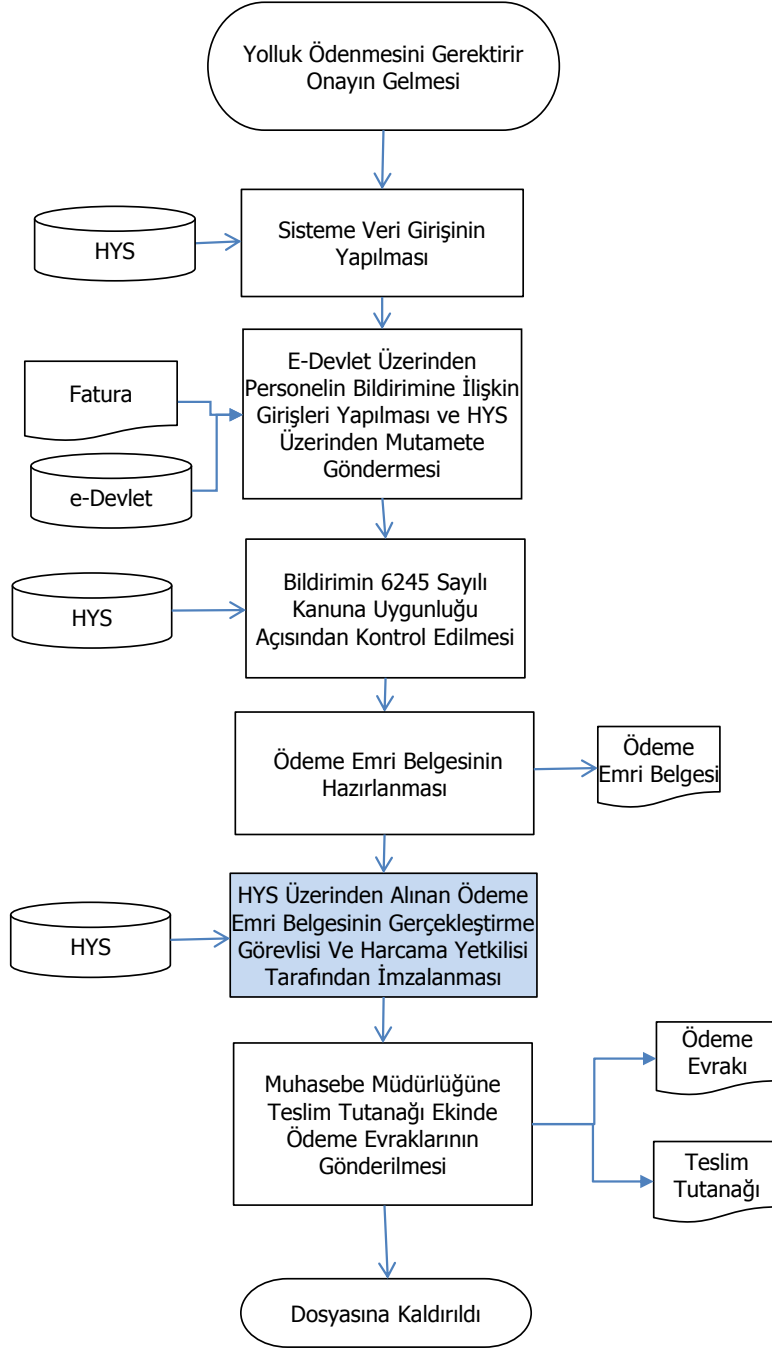 Yolluk Ödenmesini Gerektirir
Onayın Gelmesi
HYS
Sisteme Veri Girişinin
Yapılması
Fatura
e-Devlet
E-Devlet Üzerinden
Personelin Bildirimine İlişkin
Girişleri Yapılması ve HYS
Üzerinden Mutamete
Göndermesi
HYS
Bildirimin 6245 Sayılı
Kanuna Uygunluğu
Açısından Kontrol Edilmesi
Ödeme Emri Belgesinin
Hazırlanması
Ödeme
Emri Belgesi
HYS
HYS Üzerinden Alınan Ödeme
Emri Belgesinin Gerçekleştirme
Görevlisi Ve Harcama Yetkilisi
Tarafından İmzalanması
Muhasebe Müdürlüğüne
Teslim Tutanağı Ekinde
Ödeme Evraklarının
Gönderilmesi
Ödeme
Evrakı
Teslim
Tutanağı
Dosyasına Kaldırıldı